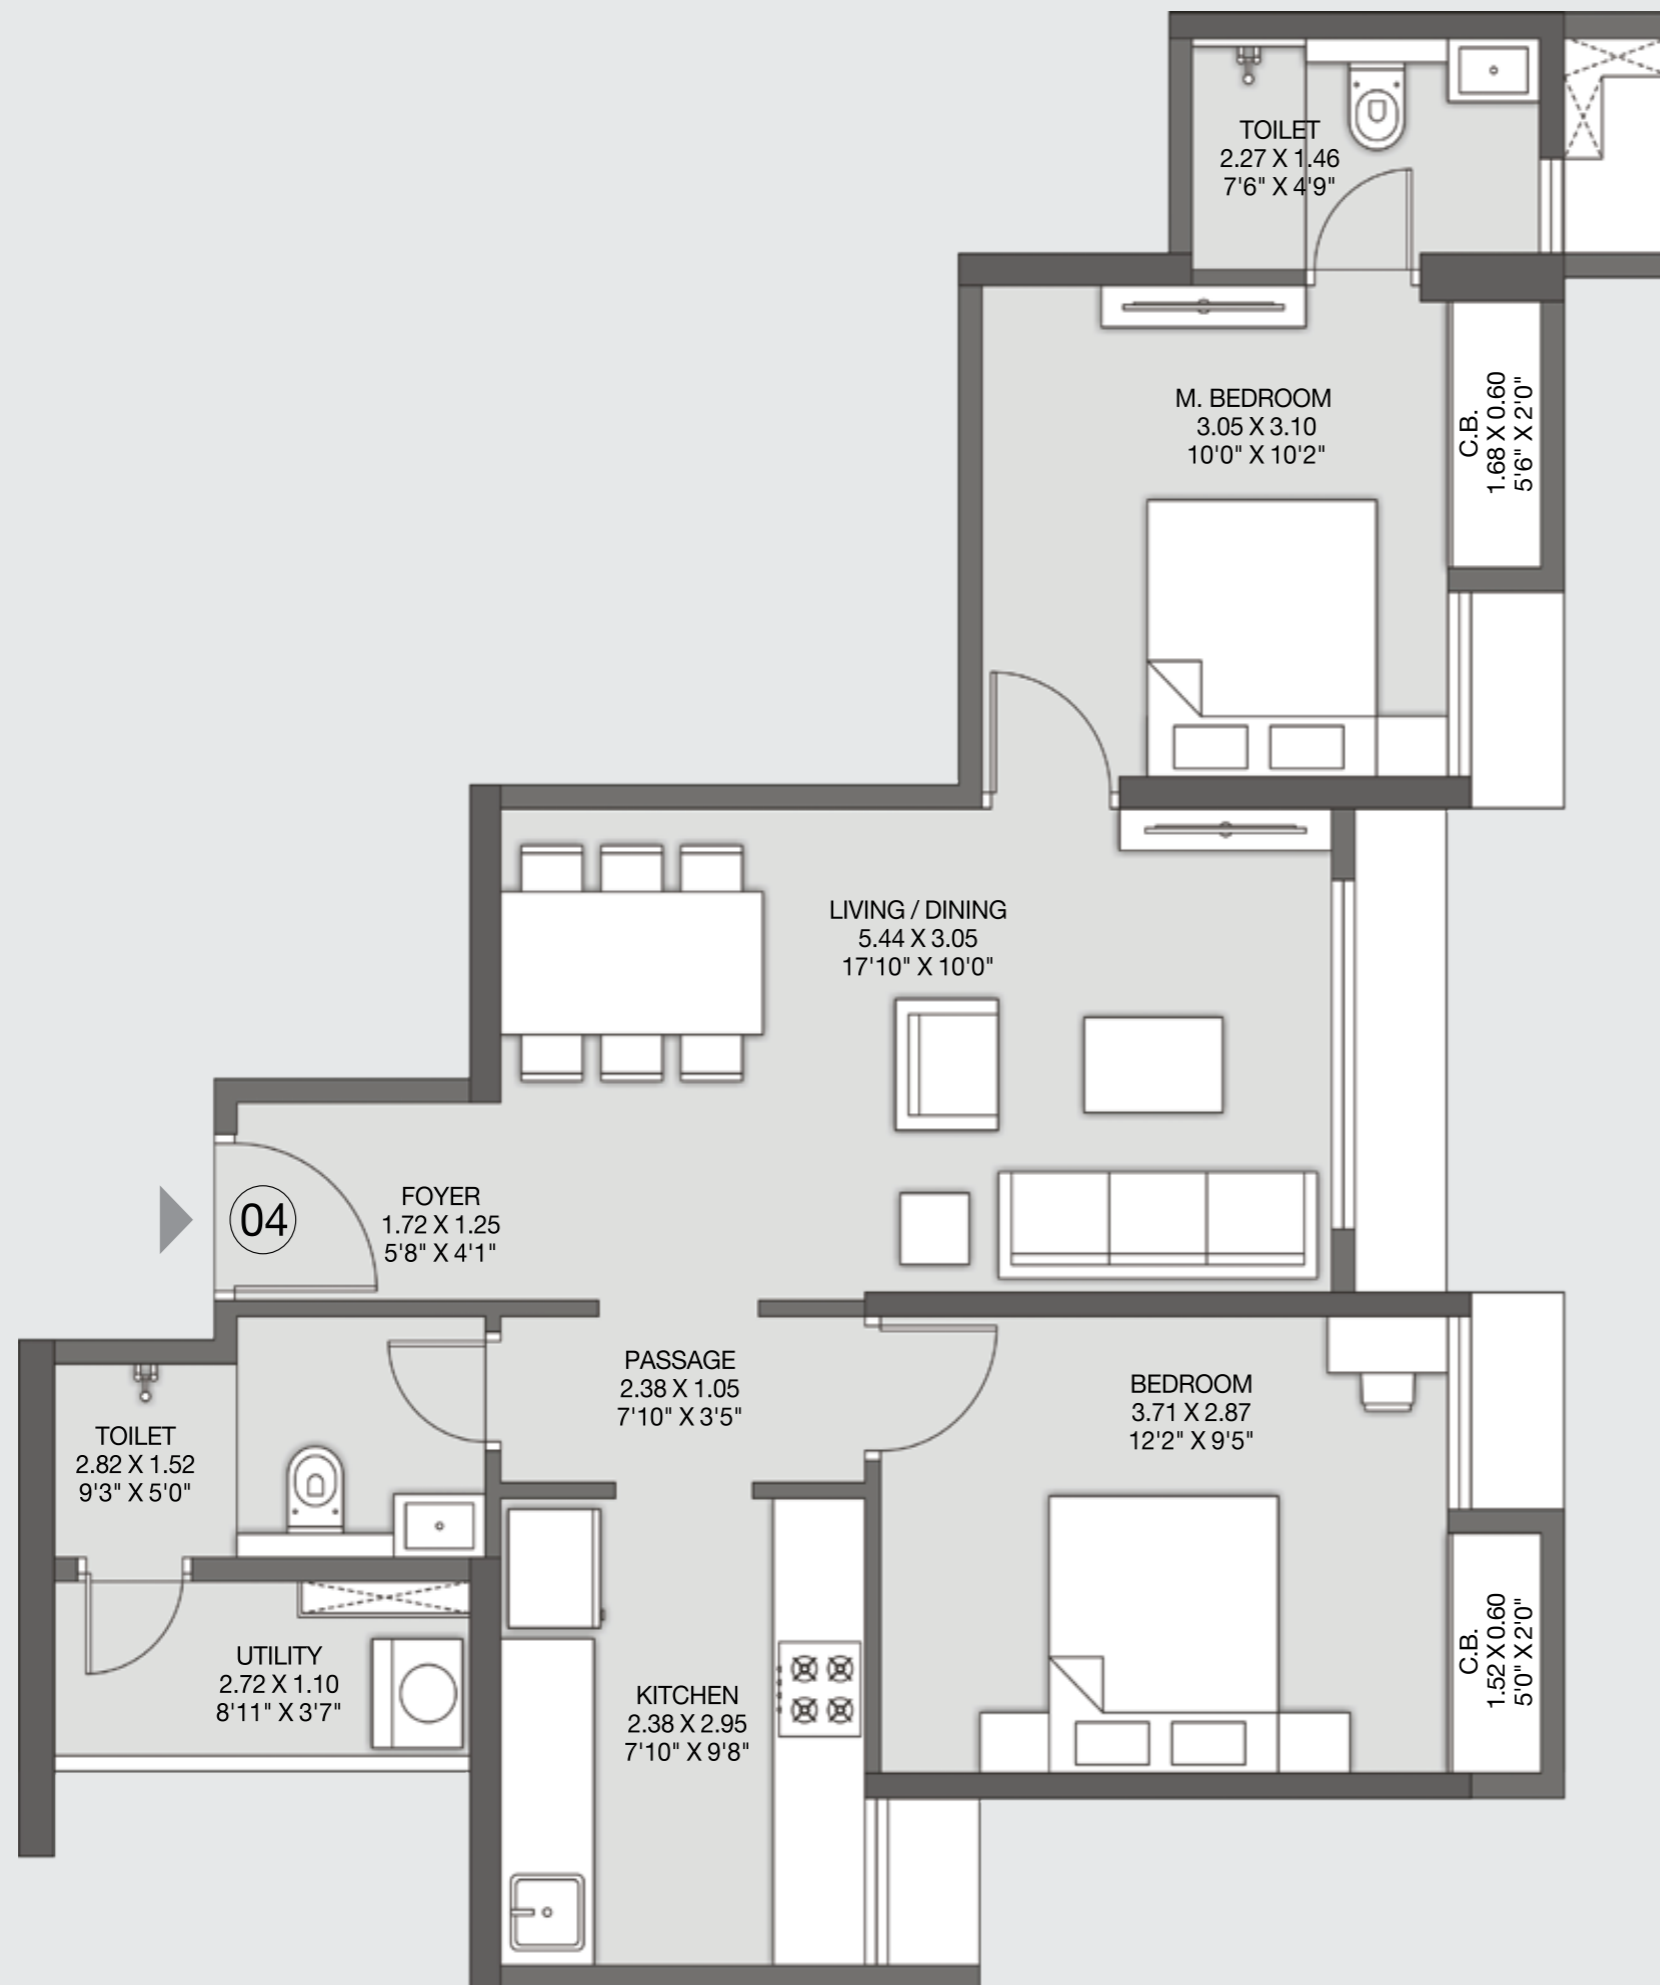 TOILET
2.27 X 1.46
7'6" X 4'9"
M. BEDROOM
3.05 X 3.10
10'0" X 10'2"
C.B.
1.68 X 0.60
5'6" X 2'0"
LIVING / DINING
5.44 X 3.05
17'10" X 10'0"
04
FOYER
1.72 X 1.25
5'8" X 4'1"
PASSAGE
2.38 X 1.05
7'10" X 3'5"
BEDROOM
3.71 X 2.87
12'2" X 9'5"
TOILET
2.82 X 1.52
9'3" X 5'0"
C.B.
1.52 X 0.60
5'0" X 2'0"
UTILITY
2.72 X 1.10
8'11" X 3'7"
KITCHEN
2.38 X 2.95
7'10" X 9'8"